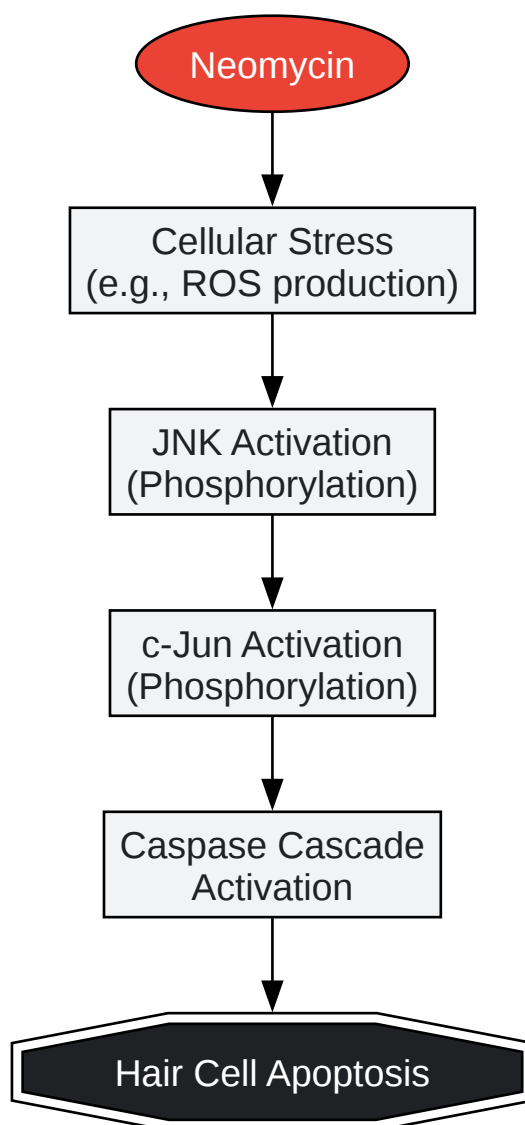 Neomycin
Cellular Stress
(e.g., ROS production)
JNK Activation
(Phosphorylation)
c-Jun Activation
(Phosphorylation)
Caspase Cascade
Activation
Hair Cell Apoptosis